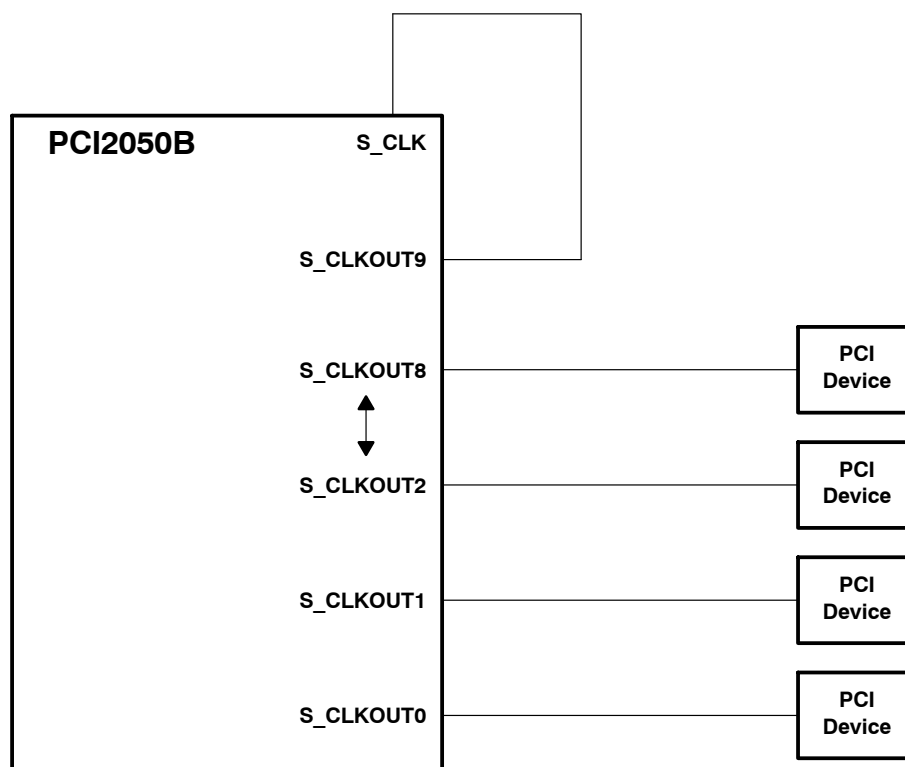 PCI2050B
S_CLK
S_CLKOUT9
S_CLKOUT8
PCI
Device
S_CLKOUT2
PCI
Device
S_CLKOUT1
PCI
Device
S_CLKOUT0
PCI
Device